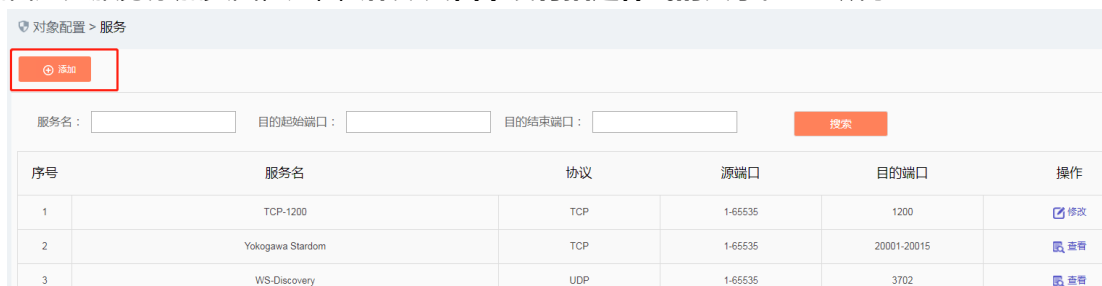 对象配置 > 服务
添加
服务名： 目的起始端口： 目的结束端口： 搜索
序号 服务名 协议 源端口 目的端口 操作
1 TCP-1200 TCP 1-65535 1200 修改
2 Yokogawa Stardom TCP 1-65535 20001-20015 查看
3 WS-Discovery UDP 1-65535 3702 查看